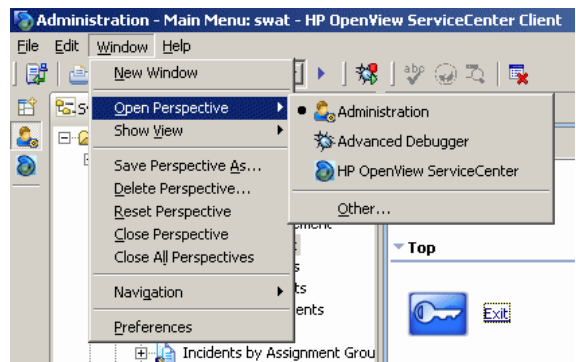 Administration - Main Menu: swat - HP OpenView ServiceCenter Client
File Edit Window Help
abc
New Window
Open Perspective
Show View
Save Perspective As...
Delete Perspective...
Reset Perspective
Close Perspective
Close All Perspectives
Navigation
Preferences
Administration
Advanced Debugger
HP OpenView ServiceCenter
Other...
Top
Exit
Incidents by Assignment Grou